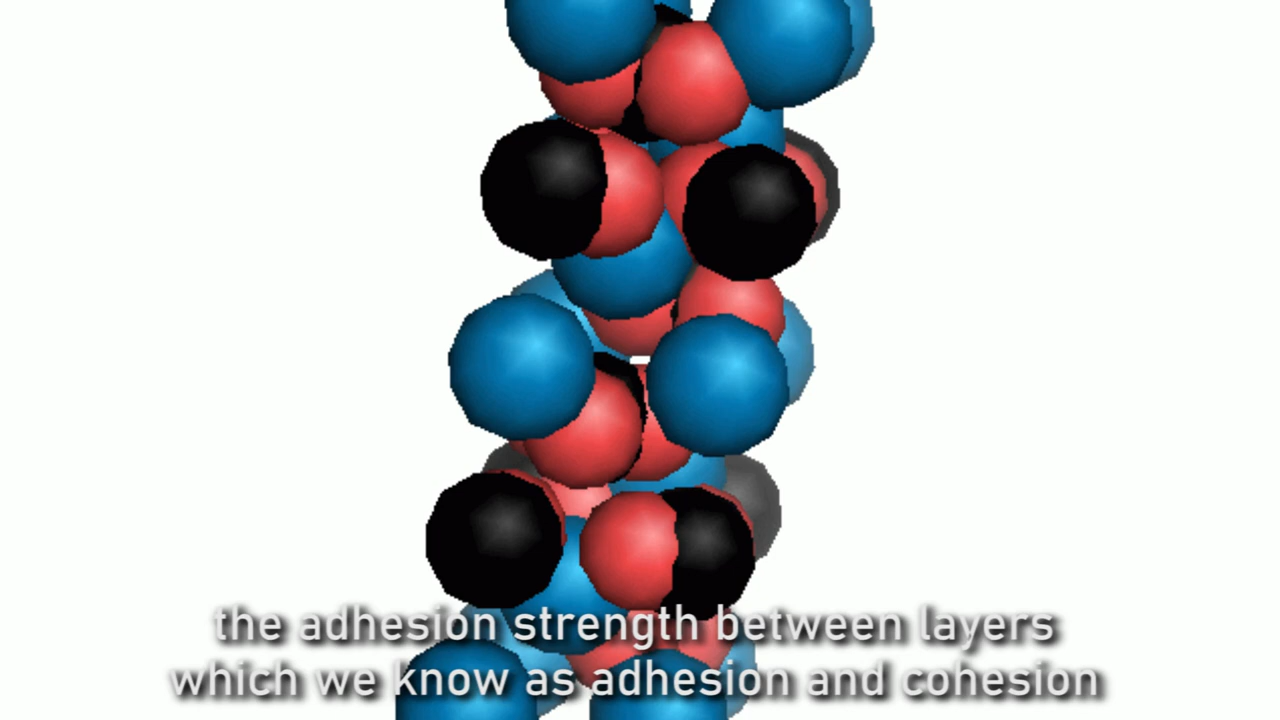 the adhesion strength between layers
which we know as adhesion and cohesion